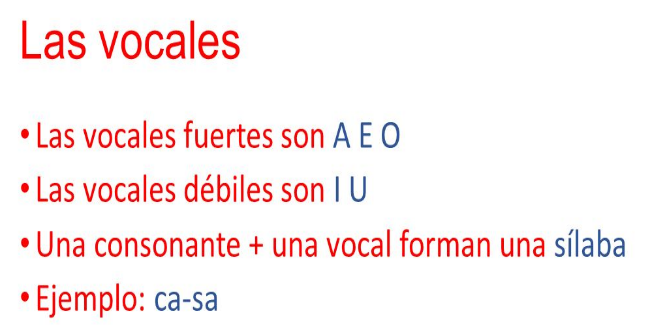 Las vocales
• Las vocales fuertes son A E O
• Las vocales débiles son I U
• Una consonante + una vocal forman una sílaba
• Ejemplo: ca-sa